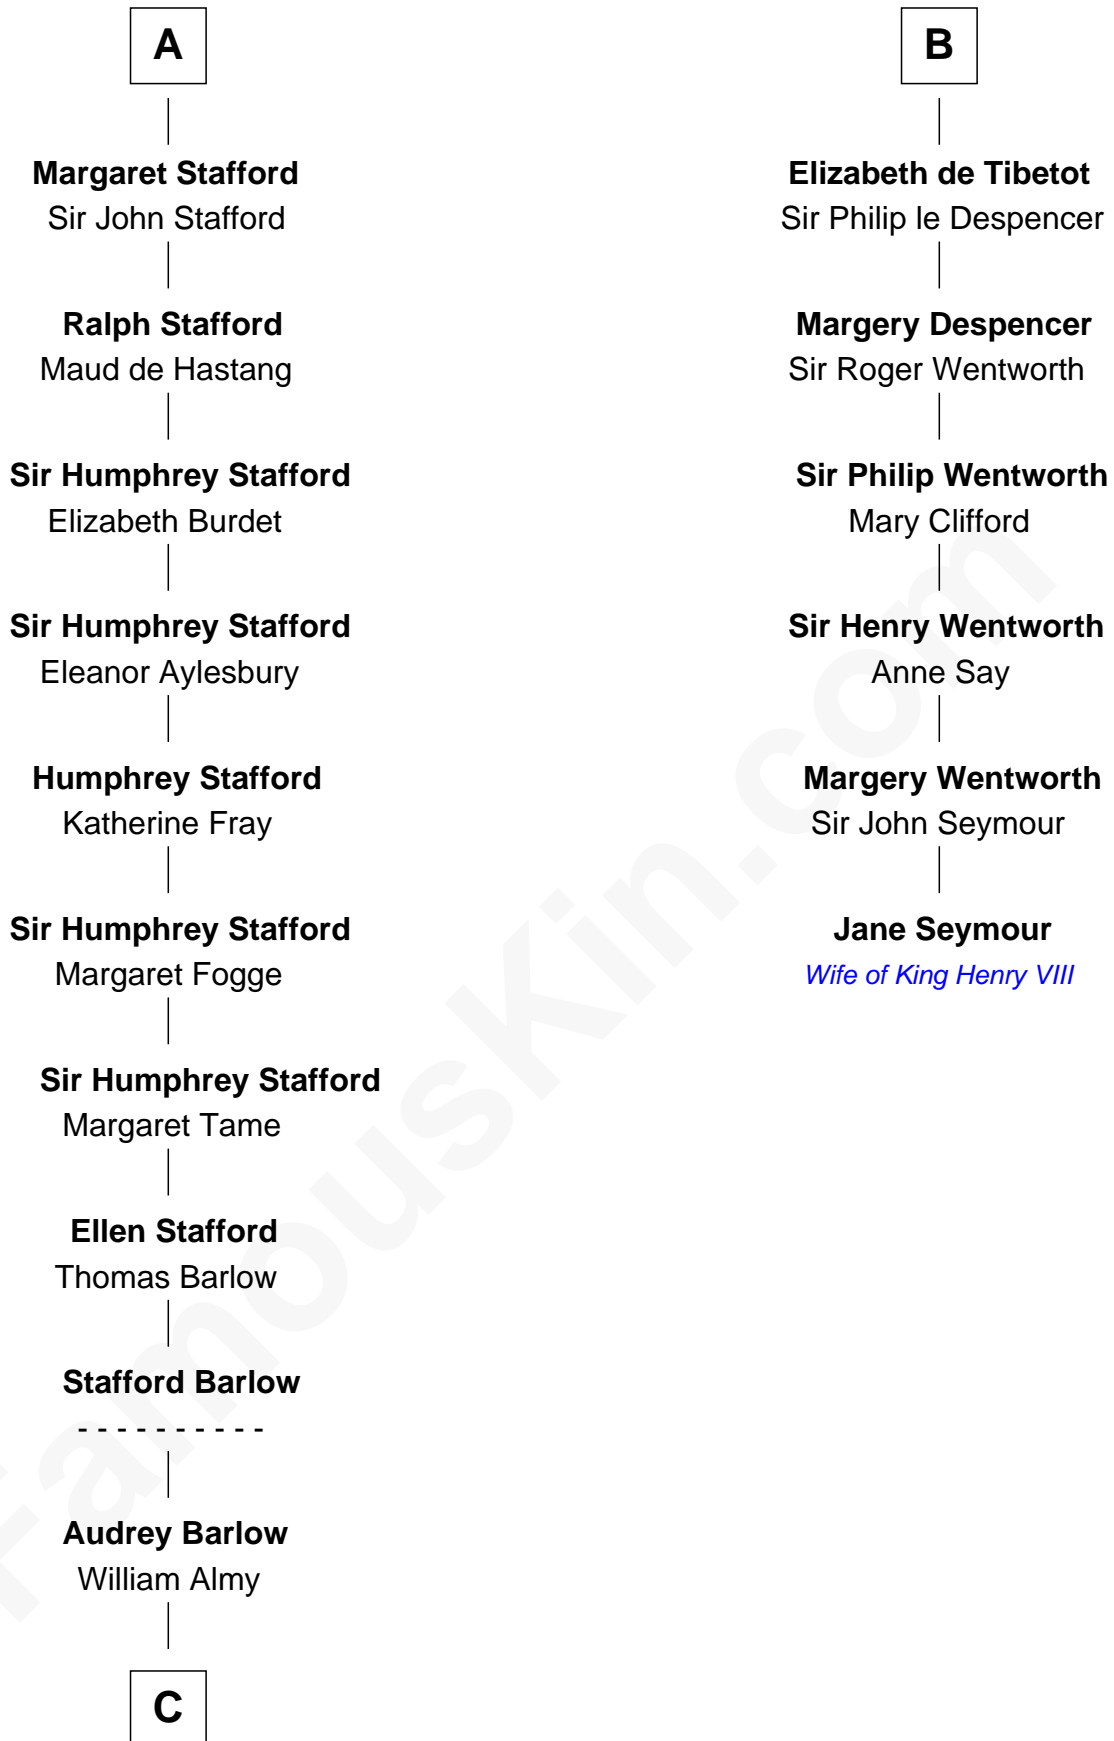 A
Margaret Stafford
Sir John Stafford
Ralph Stafford
Maud de Hastang
Sir Humphrey Stafford
Elizabeth Burdet
Sir Humphrey Stafford
Eleanor Aylesbury
Humphrey Stafford
Katherine Fray
Sir Humphrey Stafford
Margaret Fogge
Sir Humphrey Stafford
Margaret Tame
Ellen Stafford
Thomas Barlow
Stafford Barlow
- - - - - - - - - -
Audrey Barlow
William Almy
C
B
Elizabeth de Tibetot
Sir Philip le Despencer
Margery Despencer
Sir Roger Wentworth
Sir Philip Wentworth
Mary Clifford
Sir Henry Wentworth
Anne Say
Margery Wentworth
Sir John Seymour
Jane Seymour
Wife of King Henry VIII
FamousKin.com